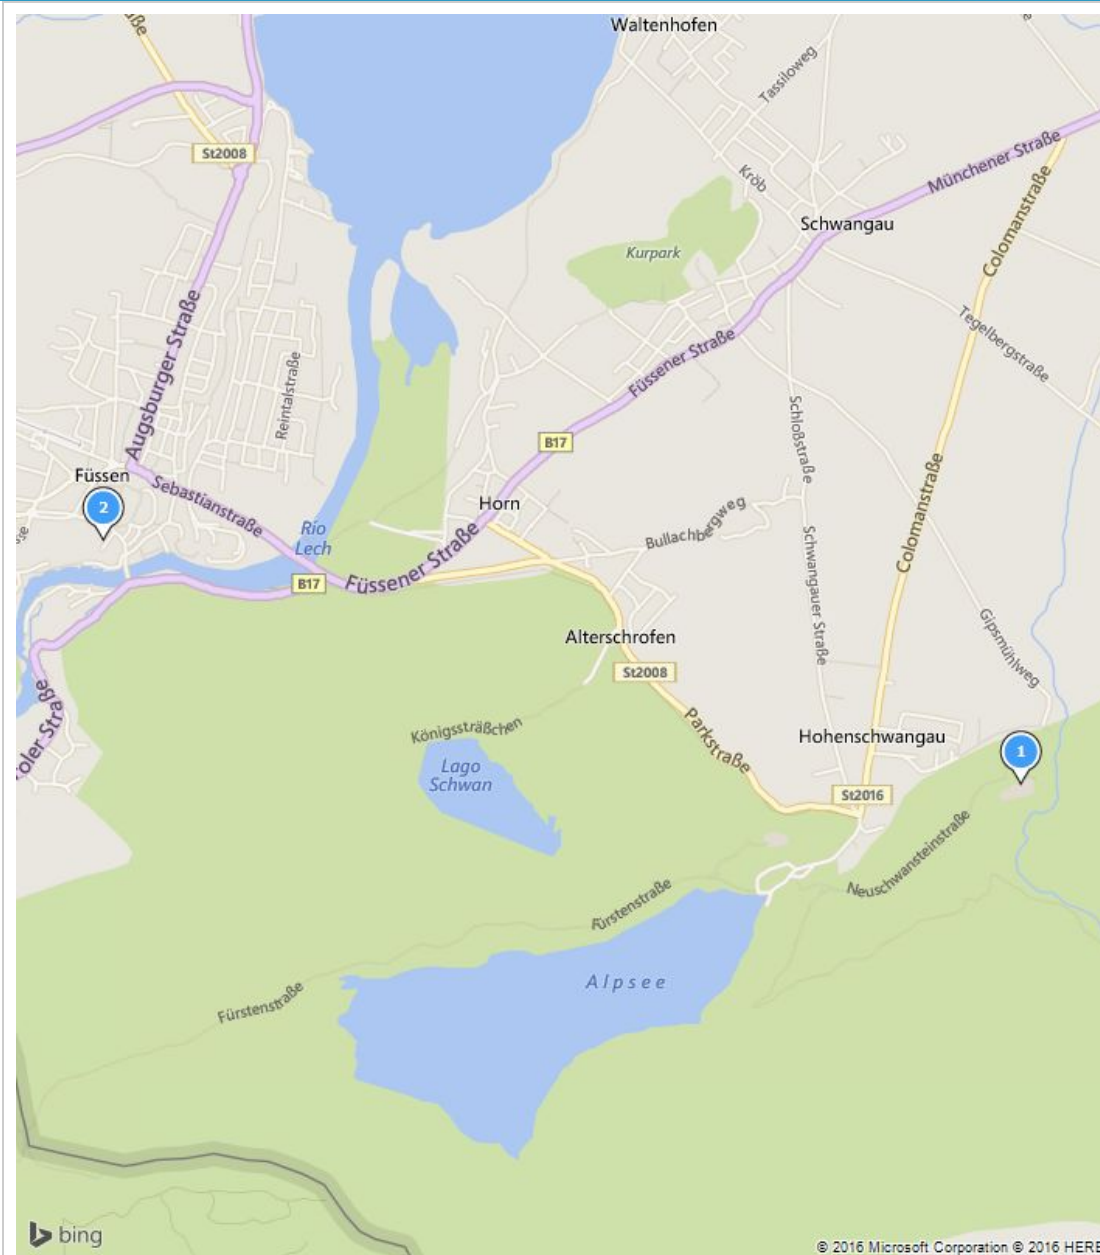 Waltenhofen
Tassiloweg
St2008
Kröb
Münchener Straße
Schwangau
Kurpark
Colomanstraße
Tegelbergstraße
Augsburger Straße
Füssener Straße
Reintalstraße
Schloßstraße
B17
Füssen
Sebastianstraße
Horn
2
Río
Lech
Bullachbergweg
Colomanstraße
B17
Füssener Straße
Schwangauer Straße
Alterschrofen
Gipsmühlweg
St2008
Königssträßchen
Parkstraße
Hohenschwangau
1
Lago
Schwan
St2016
Neuschwansteinstraße
Fürstenstraße
Alpsee
Fürstenstraße
bing
© 2016 Microsoft Corporation © 2016 HERE